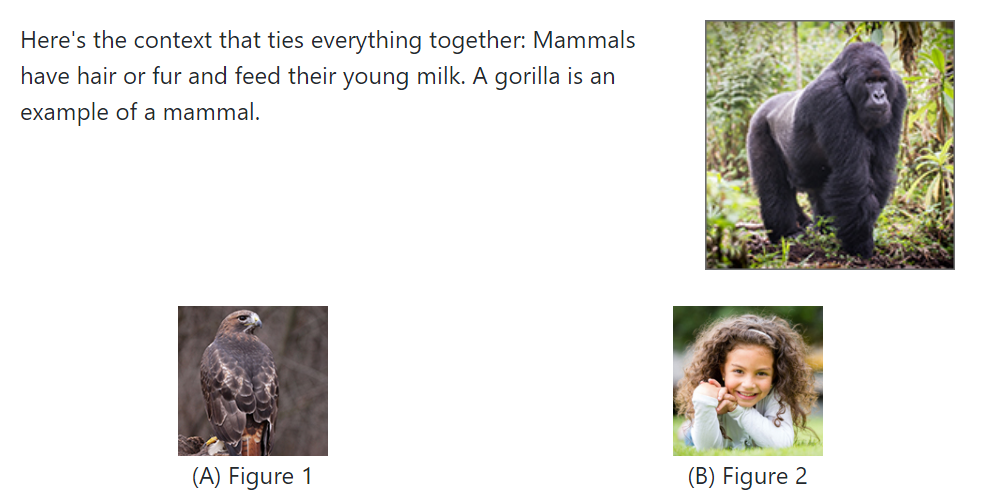 Here's the context that ties everything together: Mammals
have hair or fur and feed their young milk. A gorilla is an
example of a mammal.
(A) Figure 1
(B) Figure 2